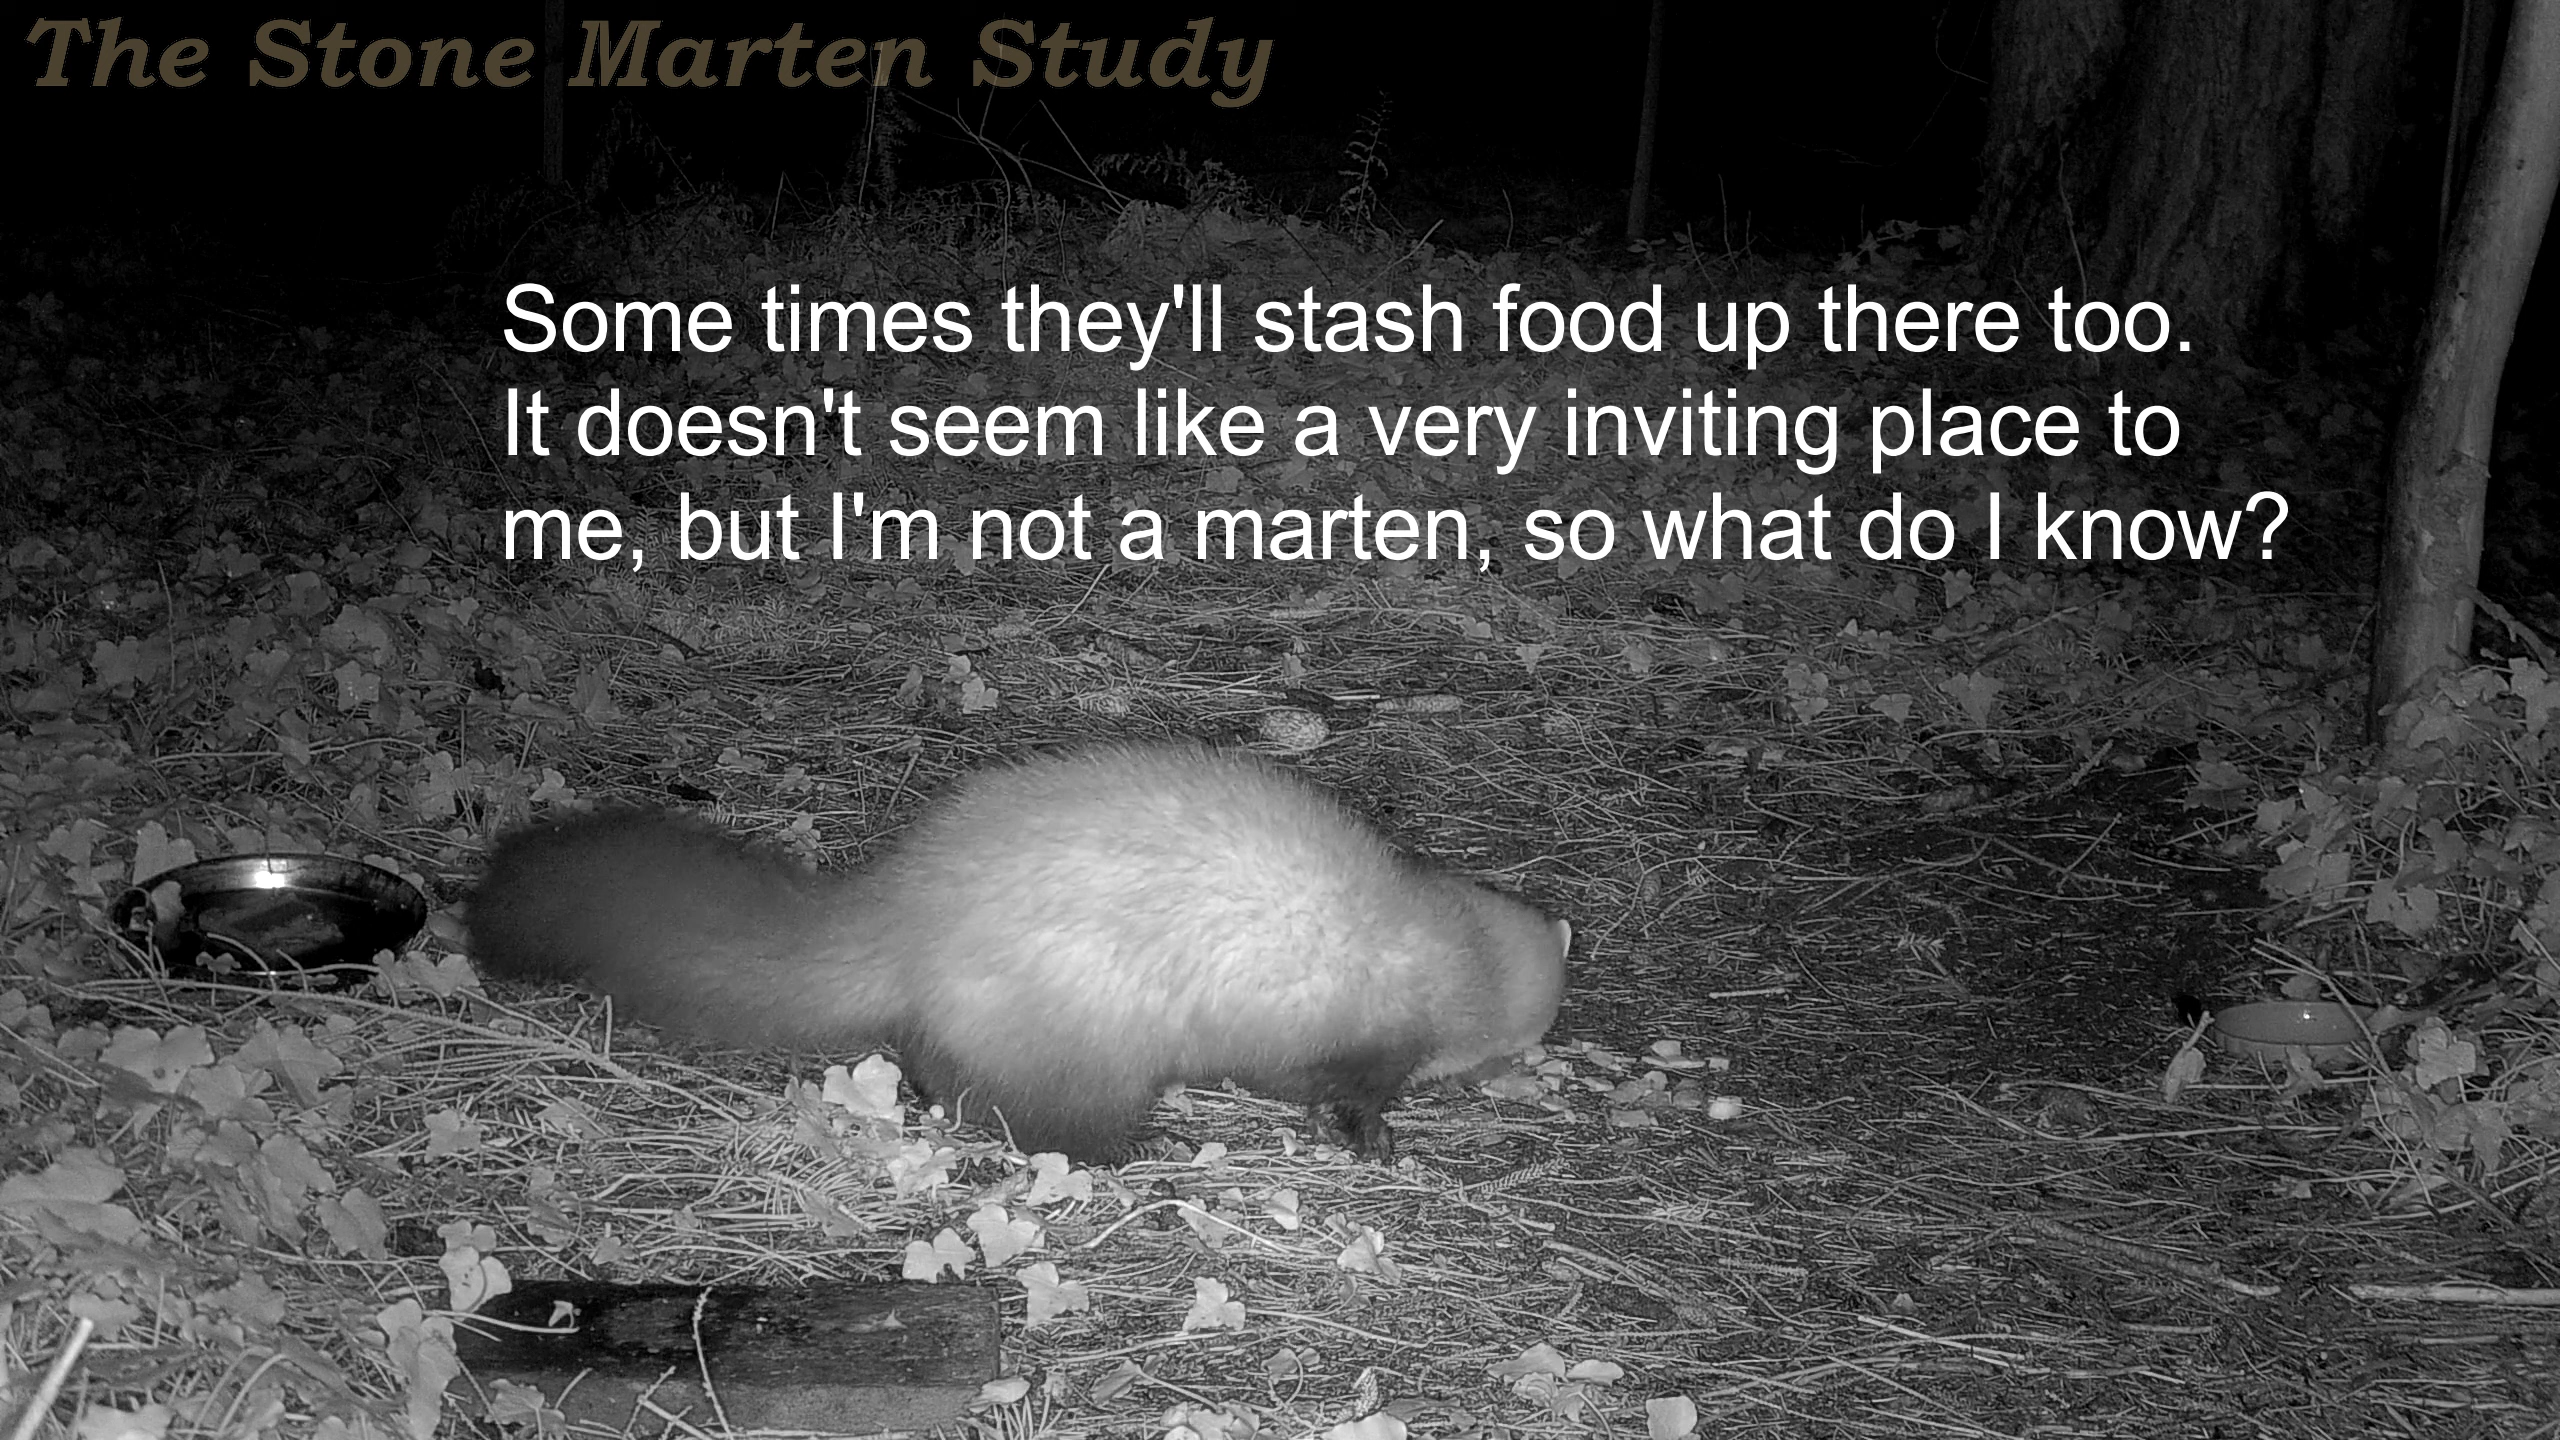 The Stone Marten Study
Some times they'll stash food up there too.
It doesn't seem like a very inviting place to
me, but I'm not a marten, so what do I know?